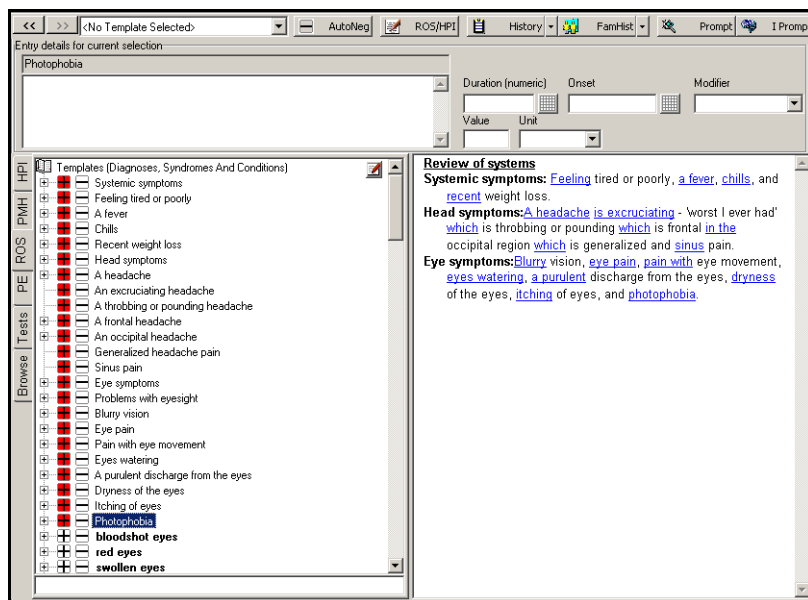 << >> <No Template Selected> AutoNeg ROS/HPI History FamHist Prompt I Promp
Entry details for current selection
Photophobia
Duration (numeric) Onset Modifier
Value Unit
HPI
PMH
ROS
PE
Tests
Browse
Templates (Diagnoses, Syndromes And Conditions)
Systemic symptoms
Feeling tired or poorly
A fever
Chills
Recent weight loss
Head symptoms
A headache
An excruciating headache
A throbbing or pounding headache
A frontal headache
An occipital headache
Generalized headache pain
Sinus pain
Eye symptoms
Problems with eyesight
Blurry vision
Eye pain
Pain with eye movement
Eyes watering
A purulent discharge from the eyes
Dryness of the eyes
Itching of eyes
Photophobia
bloodshot eyes
red eyes
swollen eyes
Review of systems
Systemic symptoms: Feeling tired or poorly, a fever, chills, and
recent weight loss.
Head symptoms:A headache is excruciating - 'worst I ever had'
which is throbbing or pounding which is frontal in the
occipital region which is generalized and sinus pain.
Eye symptoms:Blurry vision, eye pain, pain with eye movement,
eyes watering, a purulent discharge from the eyes, dryness
of the eyes, itching of eyes, and photophobia.